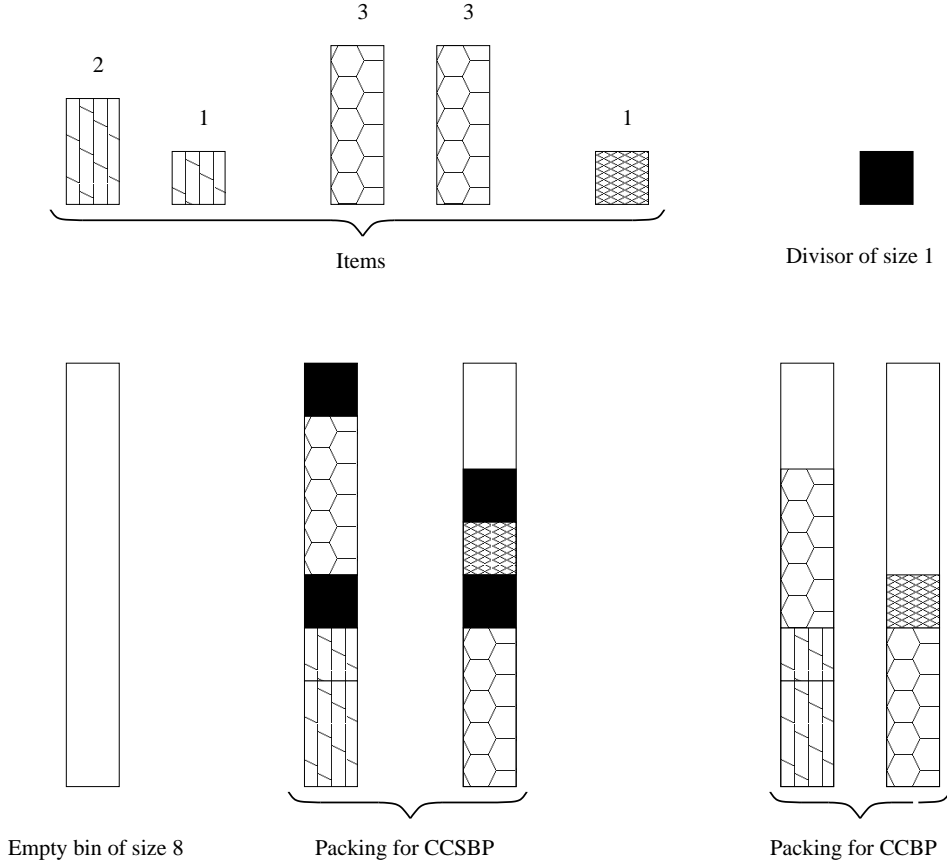 3 3
2
1 1
Items
Divisor of size 1
Empty bin of size 8
Packing for CCSBP
Packing for CCBP